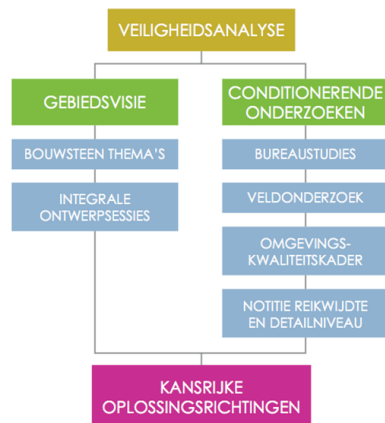 VEILIGHEIDSANALYSE
GEBIEDSVISIE
BOUWSTEEN THEMA'S
INTEGRALE
ONTWERPSESSIES
CONDITIONERENDE
ONDERZOEKEN
BUREAUSTUDIES
VELDONDERZOEK
OMGEVINGS-
KWALITEITSKADER
NOTITIE REIKWIJDTE
EN DETAILNIVEAU
KANSRIJKE
OPLOSSINGSRICHTINGEN